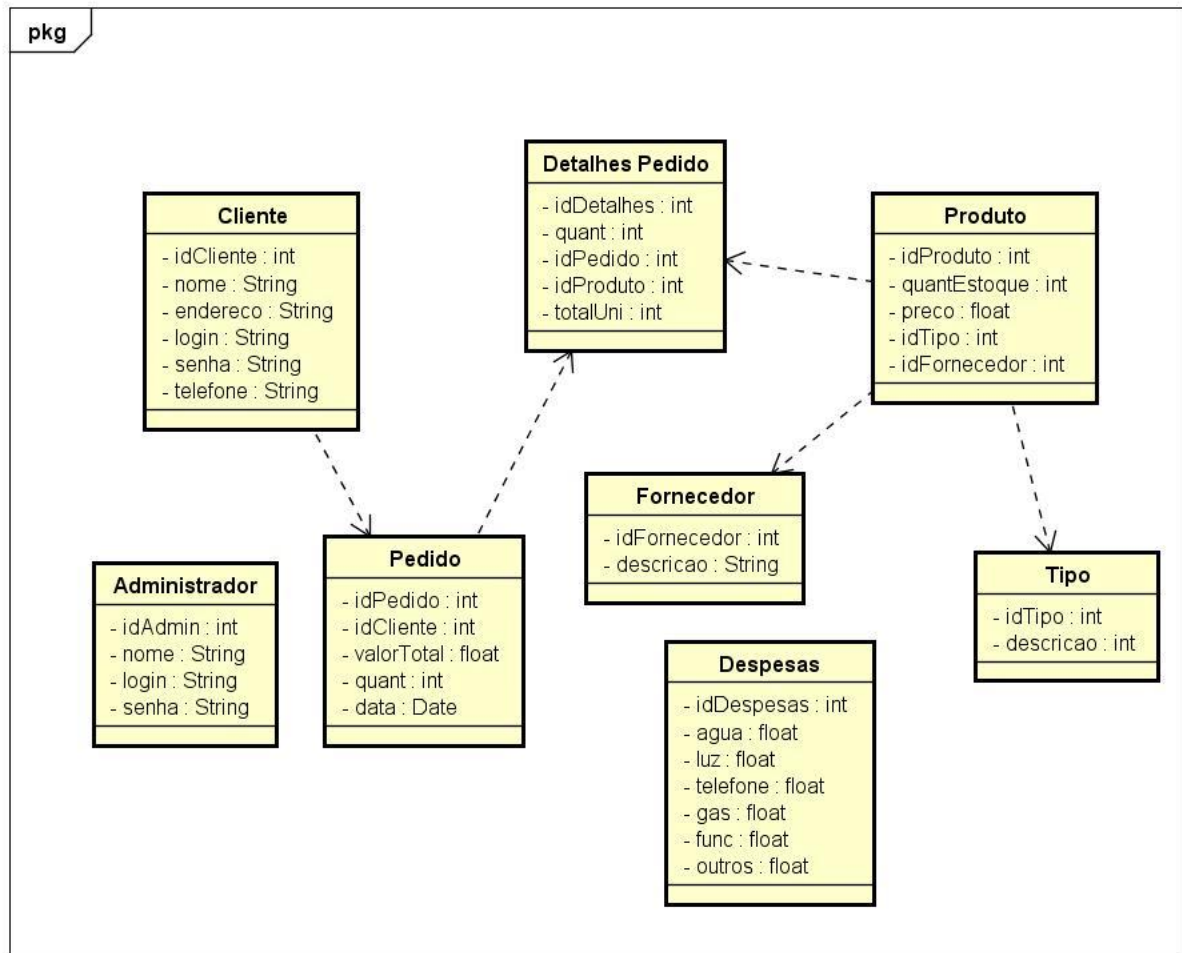 pkg
Detalhes Pedido
- idDetalhes : int
- quant : int
- idPedido : int
- idProduto : int
- totalUni : int
Cliente
- idCliente : int
- nome : String
- endereco : String
- login : String
- senha : String
- telefone : String
Produto
- idProduto : int
- quantEstoque : int
- preco : float
- idTipo : int
- idFornecedor : int
Fornecedor
- idFornecedor : int
- descricao : String
Pedido
- idPedido : int
- idCliente : int
- valorTotal : float
- quant : int
- data : Date
Tipo
- idTipo : int
- descricao : int
Administrador
- idAdmin : int
- nome : String
- login : String
- senha : String
Despesas
- idDespesas : int
- agua : float
- luz : float
- telefone : float
- gas : float
- func : float
- outros : float